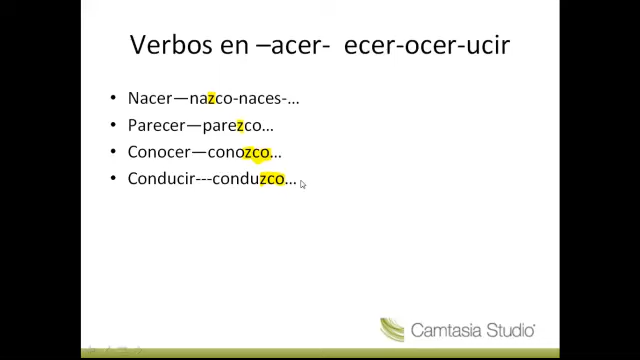 Verbos en –acer- ecer-ocer-ucir
• Nacer—nazco-naces-…
• Parecer—parezco…
• Conocer—conozco…
• Conducir---conduzco…
Camtasia Studio